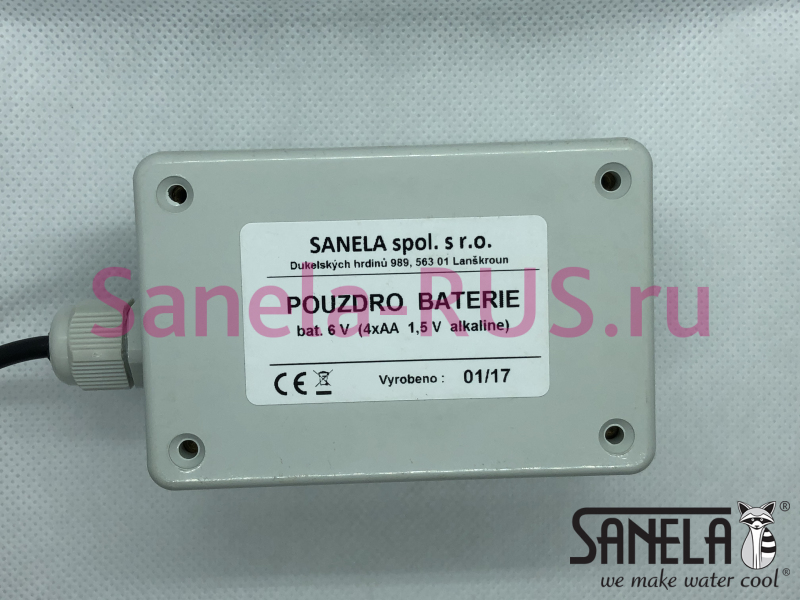 SANELA spol. s r.o.
Dukelských hrdinů 989, 563 01 Lanškroun
Sanela-RUS.ru
POUZDRO BATERIE
bat. 6 V (4xAA 1,5 V alkaline)
CE Vyrobeno : 01/17
SANELA®
we make water cool®